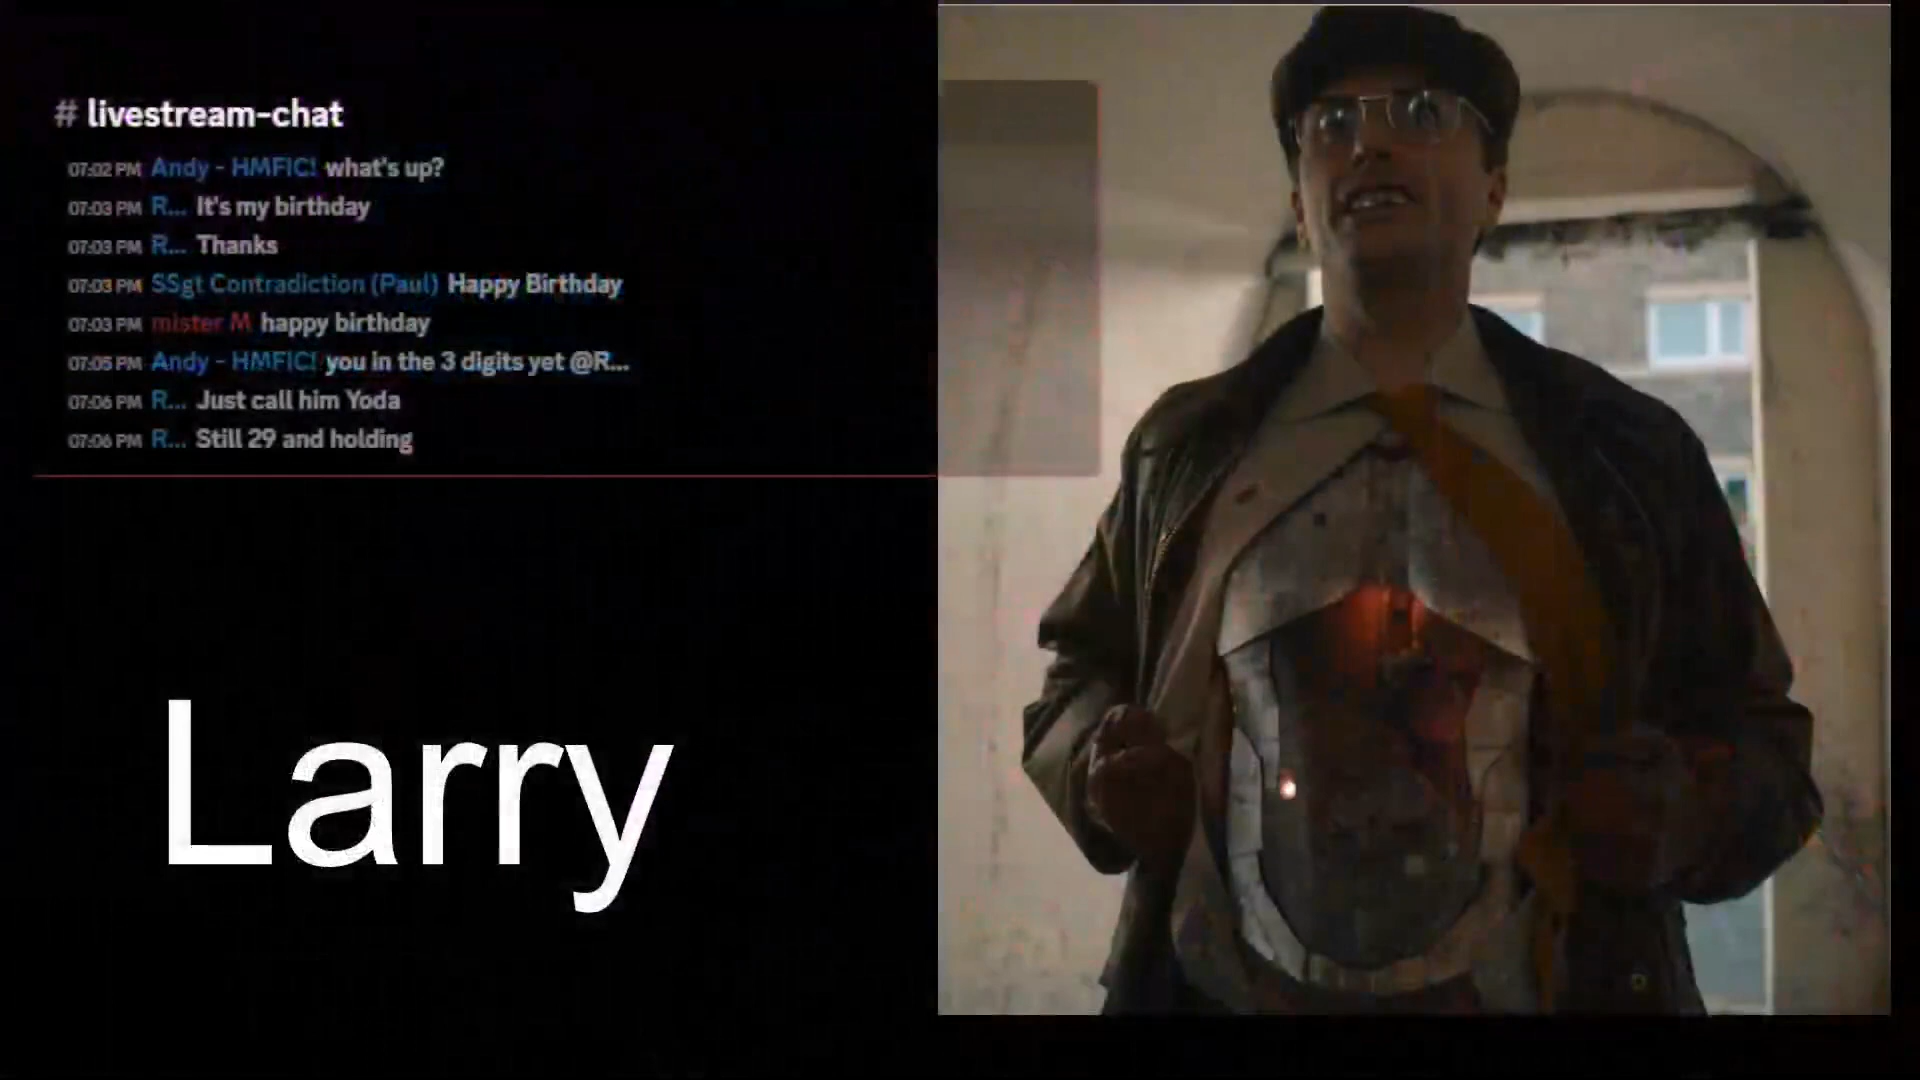 # livestream-chat
07:02 PM Andy - HMFIC! what's up?
07:03 PM R... It's my birthday
07:03 PM R... Thanks
07:03 PM SSgt Contradiction (Paul) Happy Birthday
07:03 PM mister M happy birthday
07:05 PM Andy - HMFIC! you in the 3 digits yet @R...
07:06 PM R... Just call him Yoda
07:06 PM R... Still 29 and holding
Larry